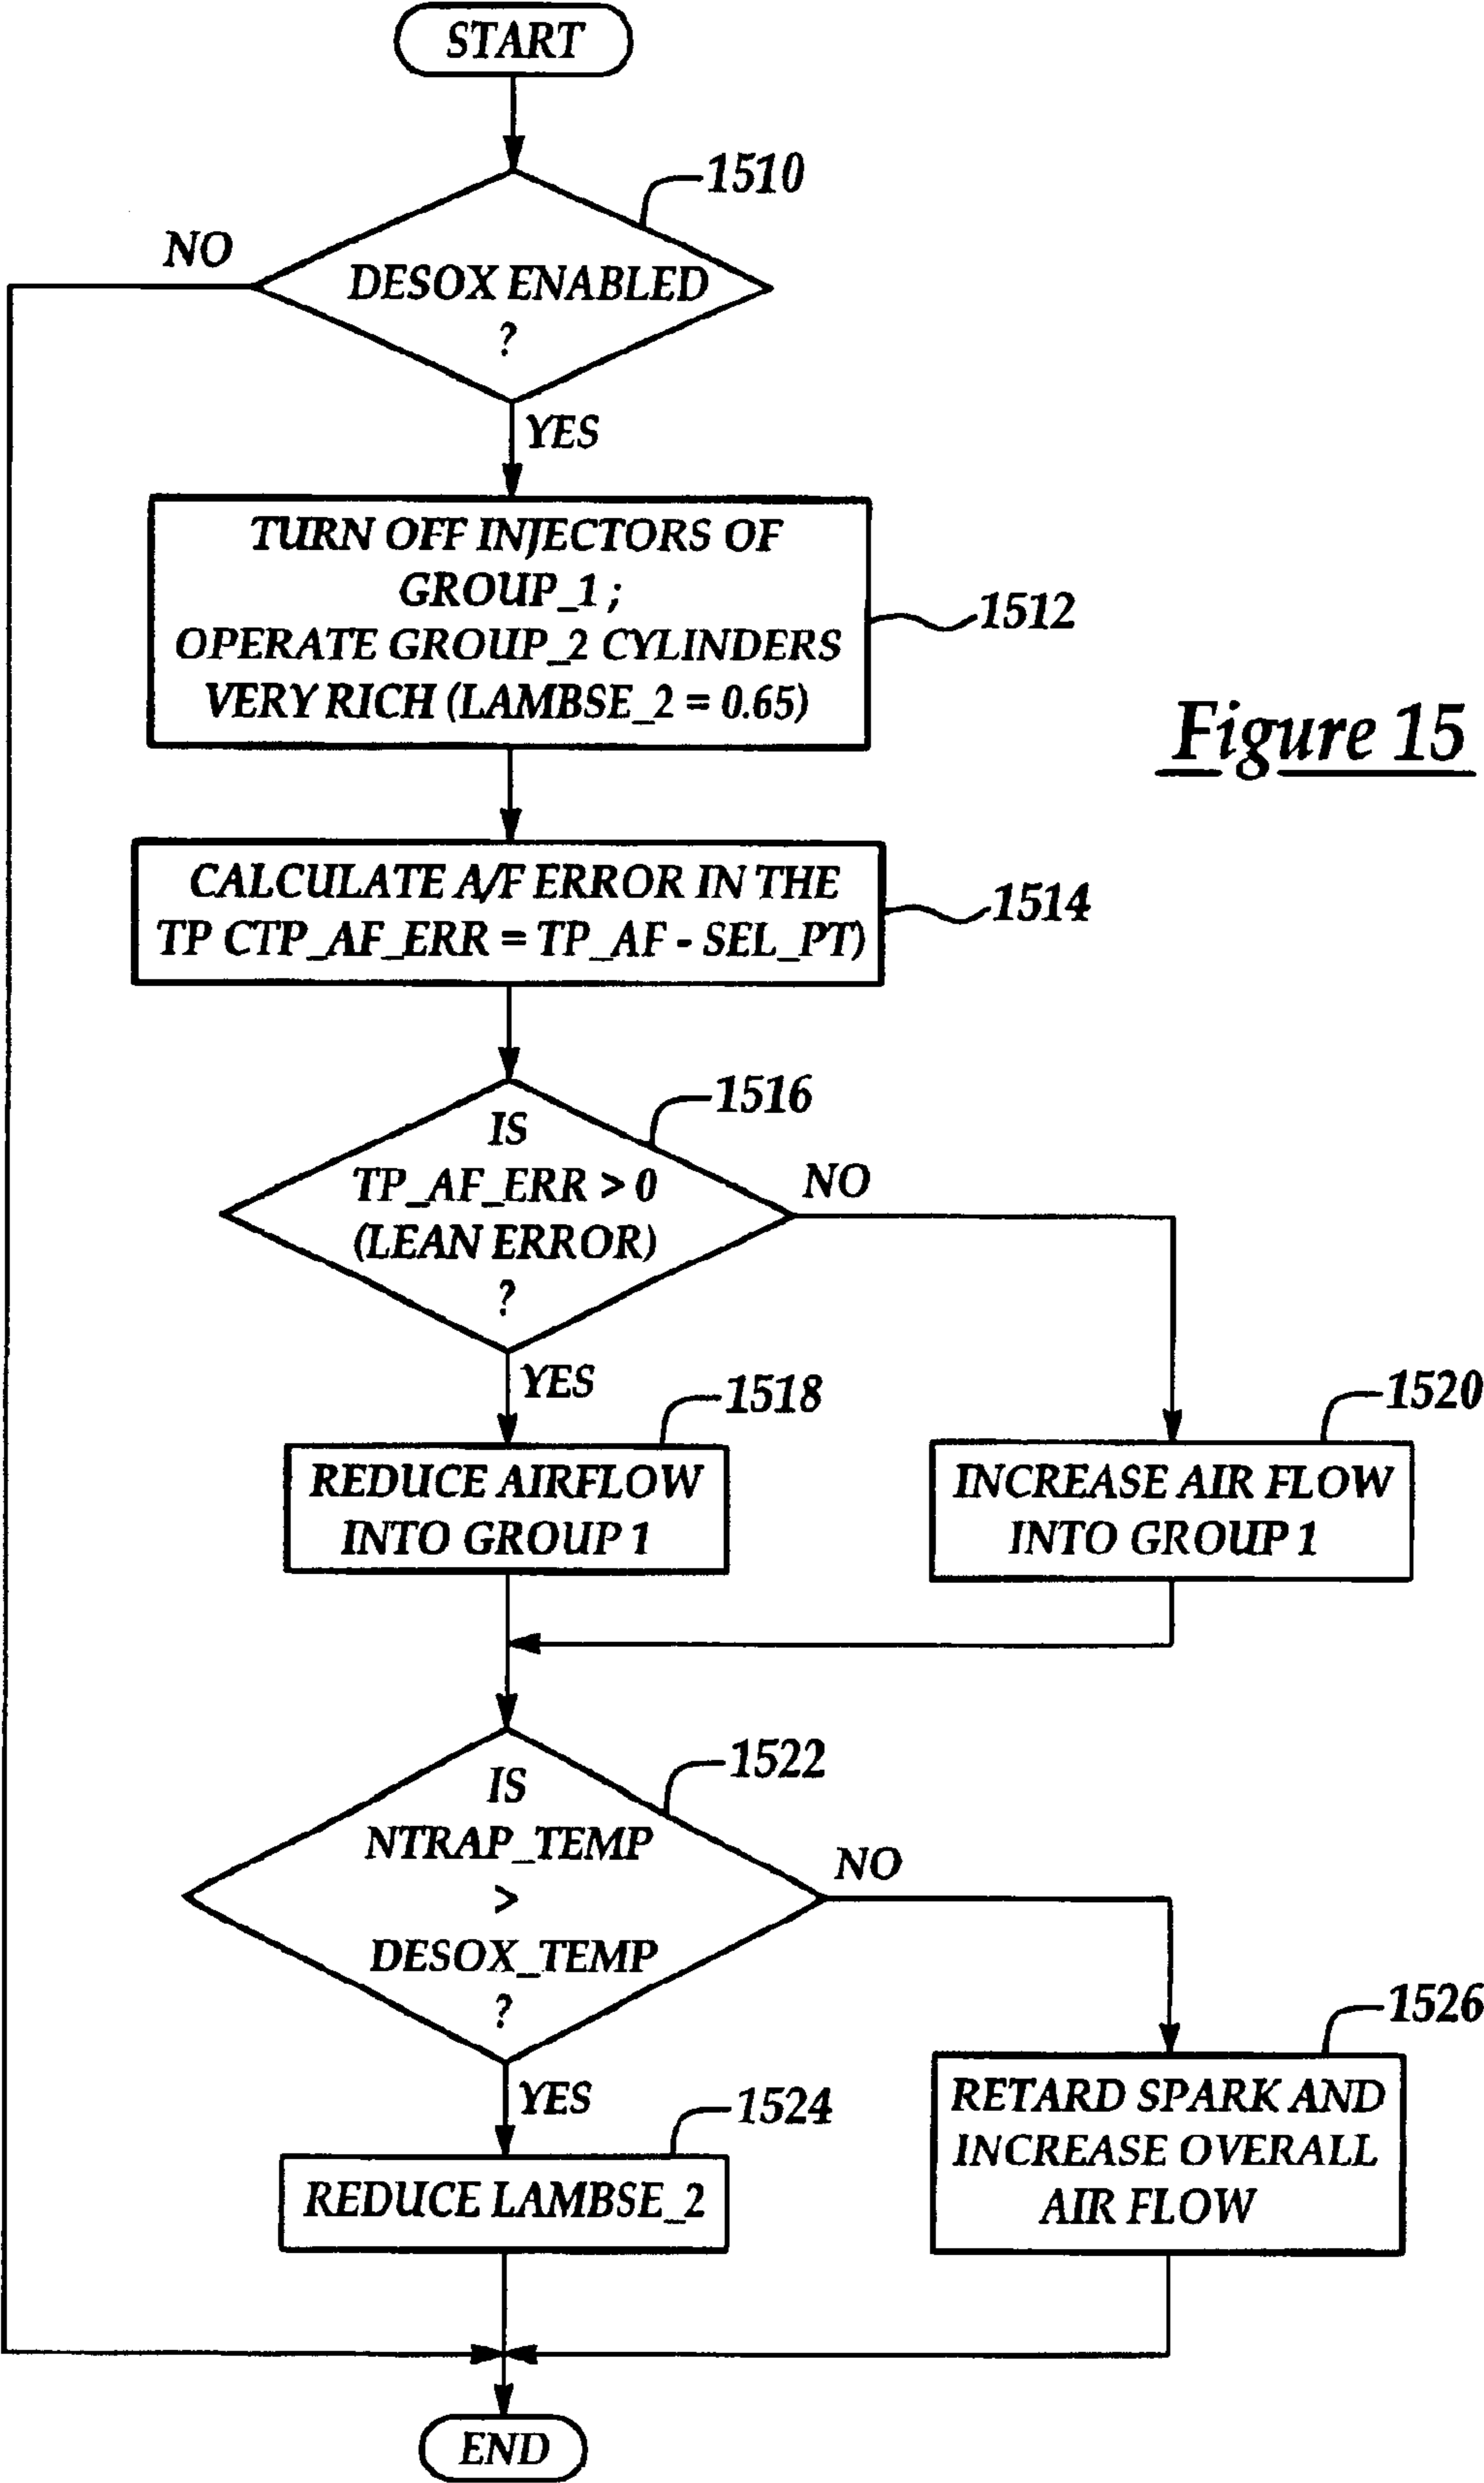 START
1510
NO
DESOX ENABLED
?
YES
TURN OFF INJECTORS OF
GROUP_1 ;
OPERATE GROUP_2 CYLINDERS
VERY RICH (LAMBSE_2 = 0.65)
1512
Figure 15
CALCULATE A/F ERROR IN THE
TP CTP_AF_ERR = TP_AF - SEL_PT)
1514
1516
IS
TP_AF_ERR > 0
(LEAN ERROR)
?
NO
YES
1518
1520
REDUCE AIRFLOW
INTO GROUP 1
INCREASE AIR FLOW
INTO GROUP 1
1522
IS
NTRAP_TEMP
>
DESOX_TEMP
?
NO
YES
1524
1526
REDUCE LAMBSE_2
RETARD SPARK AND
INCREASE OVERALL
AIR FLOW
END